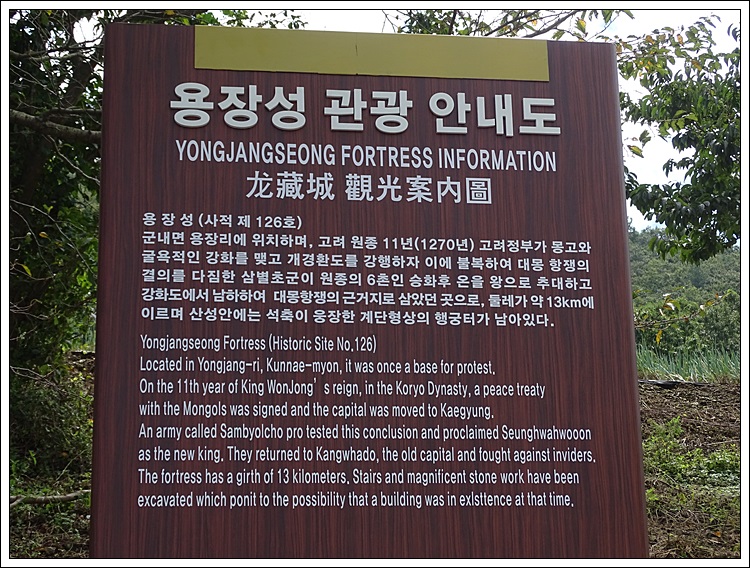 용장성 관광 안내도
YONGJANGSEONG FORTRESS INFORMATION
龙藏城 觀光案内圖
용 장 성 (사적 제 126호)
군내면 용장리에 위치하며, 고려 원종 11년(1270년) 고려정부가 몽고와
굴욕적인 강화를 맺고 개경환도를 강행하자 이에 불복하여 대몽 항쟁의
결의를 다짐한 삼별초군이 원종의 6촌인 승화후 온을 왕으로 추대하고
강화도에서 남하하여 대몽항쟁의 근거지로 삼았던 곳으로, 둘레가 약 13km에
이르며 산성안에는 석축이 웅장한 계단형상의 행궁터가 남아있다.
Yongjangseong Fortress (Historic Site No.126)
Located in Yongjang-ri, Kunnae-myon, it was once a base for protest.
On the 11th year of King WonJong's reign, in the Koryo Dynasty, a peace treaty
with the Mongols was signed and the capital was moved to Kaegyung.
An army called Sambyolcho pro tested this conclusion and proclaimed Seunghwahwooon
as the new king. They returned to Kangwhado, the old capital and fought against inviders.
The fortress has a girth of 13 kilometers. Stairs and magnificent stone work have been
excavated which ponit to the possibility that a building was in exlsttence at that time.